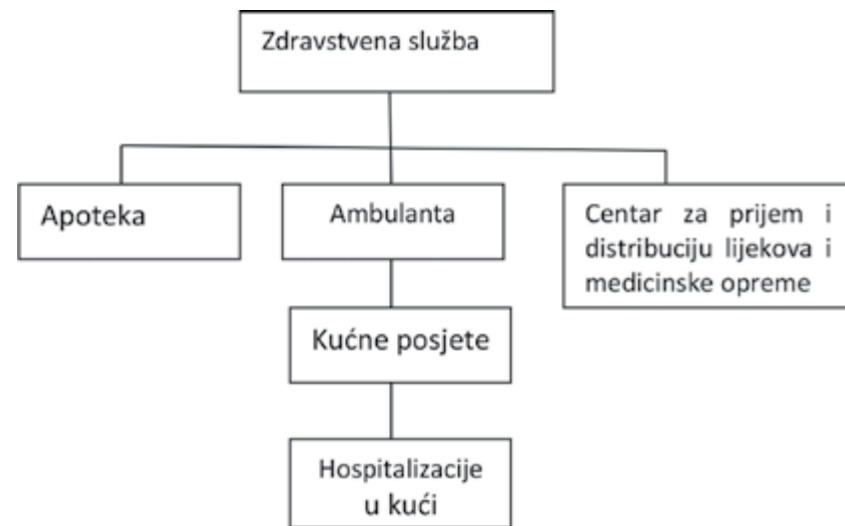 Zdravstvena služba
Apoteka
Ambulanta
Centar za prijem i
distribuciju lijekova i
medicinske opreme
Kućne posjete
Hospitalizacije
u kući